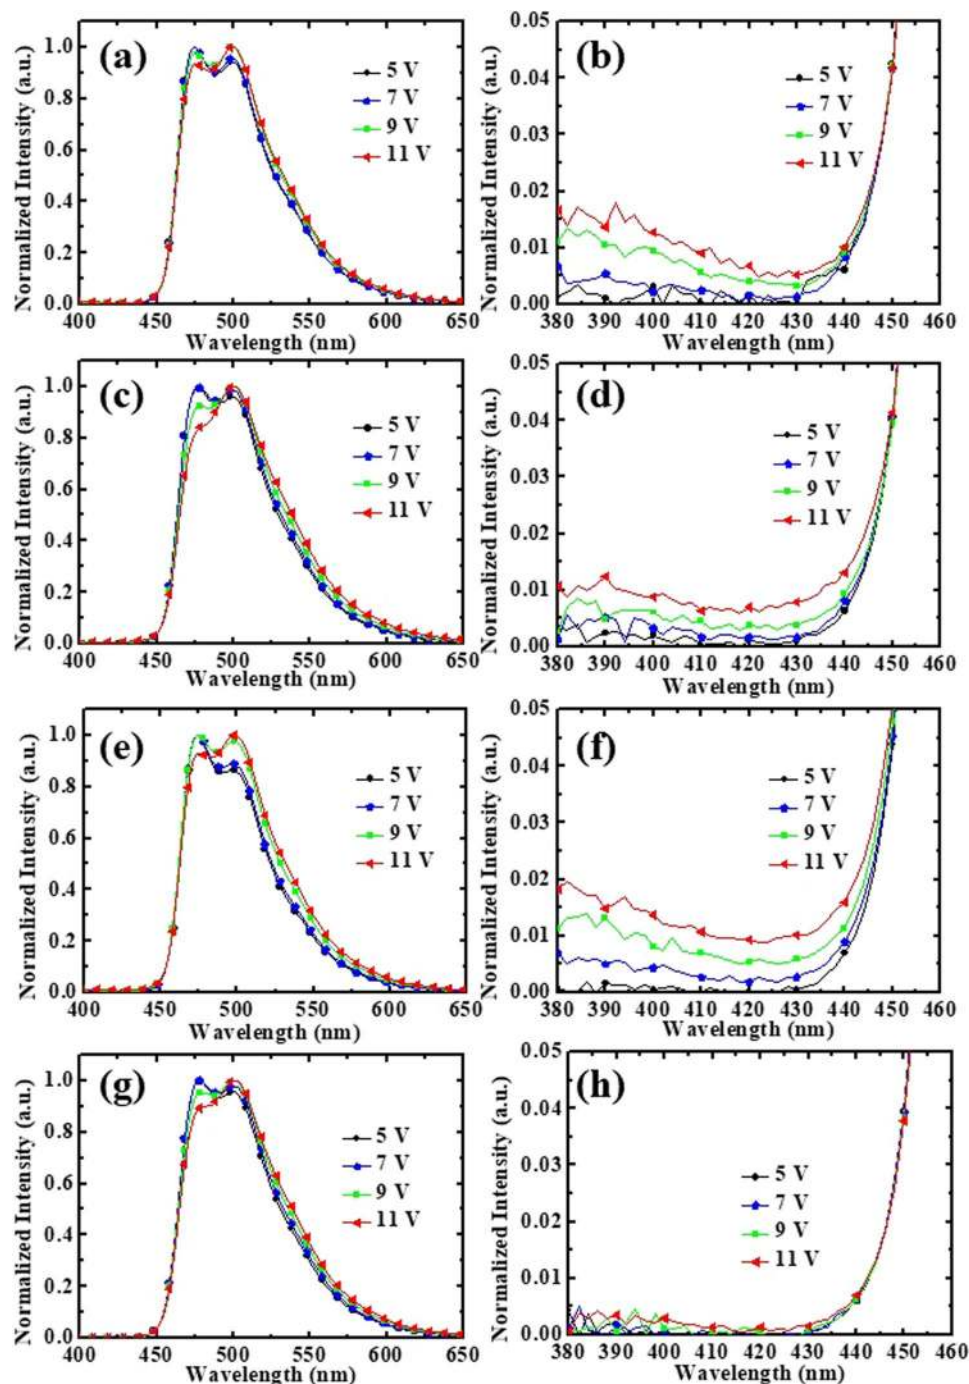 Normalized Intensity (a.u.)
1.0
0.8
0.6
0.4
0.2
0.0
(a)
5 V
7 V
9 V
11 V
400 450 500 550 600 650
Wavelength (nm)
Normalized Intensity (a.u.)
0.05
0.04
0.03
0.02
0.01
0.00
(b)
5 V
7 V
9 V
11 V
380 390 400 410 420 430 440 450 460
Wavelength (nm)
Normalized Intensity (a.u.)
1.0
0.8
0.6
0.4
0.2
0.0
(c)
5 V
7 V
9 V
11 V
400 450 500 550 600 650
Wavelength (nm)
Normalized Intensity (a.u.)
0.05
0.04
0.03
0.02
0.01
0.00
(d)
5 V
7 V
9 V
11 V
380 390 400 410 420 430 440 450 460
Wavelength (nm)
Normalized Intensity (a.u.)
1.0
0.8
0.6
0.4
0.2
0.0
(e)
5 V
7 V
9 V
11 V
400 450 500 550 600 650
Wavelength (nm)
Normalized Intensity (a.u.)
0.05
0.04
0.03
0.02
0.01
0.00
(f)
5 V
7 V
9 V
11 V
380 390 400 410 420 430 440 450 460
Wavelength (nm)
Normalized Intensity (a.u.)
1.0
0.8
0.6
0.4
0.2
0.0
(g)
5 V
7 V
9 V
11 V
400 450 500 550 600 650
Wavelength (nm)
Normalized Intensity (a.u.)
0.05
0.04
0.03
0.02
0.01
0.00
(h)
5 V
7 V
9 V
11 V
380 390 400 410 420 430 440 450 460
Wavelength (nm)